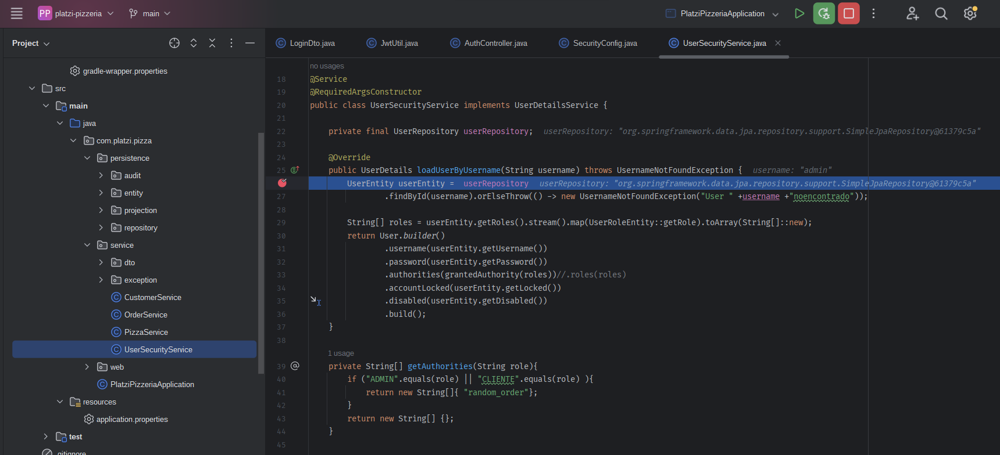 PP platzi-pizzeria main PlatziPizzeriaApplication
Project
LoginDto.java JwtUtil.java AuthController.java SecurityConfig.java UserSecurityService.java
gradle-wrapper.properties
src
main
java
com.platzi.pizza
persistence
audit
entity
projection
repository
service
dto
exception
CustomerService
OrderService
PizzaService
UserSecurityService
web
PlatziPizzeriaApplication
resources
application.properties
test
.gitignore
no usages
18 @Service
19 @RequiredArgsConstructor
20 public class UserSecurityService implements UserDetailsService {
21
22 private final UserRepository userRepository; userRepository: "org.springframework.data.jpa.repository.support.SimpleJpaRepository@61379c5a"
23
24 @Override
25 public UserDetails loadUserByUsername(String username) throws UsernameNotFoundException { username: "admin"
UserEntity userEntity = userRepository userRepository: "org.springframework.data.jpa.repository.support.SimpleJpaRepository@61379c5a"
27 .findById(username).orElseThrow(() -> new UsernameNotFoundException("User " +username +"noencontrado"));
28
29 String[] roles = userEntity.getRoles().stream().map(UserRoleEntity::getRole).toArray(String[]::new);
30 return User.builder()
31 .username(userEntity.getUsername())
32 .password(userEntity.getPassword())
33 .authorities(grantedAuthority(roles))//.roles(roles)
34 .accountLocked(userEntity.getLocked())
35 .disabled(userEntity.getDisabled())
36 .build();
37 }
38
1 usage
39 private String[] getAuthorities(String role){
40 if ("ADMIN".equals(role) || "CLIENTE".equals(role) ){
41 return new String[]{ "random_order"};
42 }
43 return new String[] {};
44 }
45